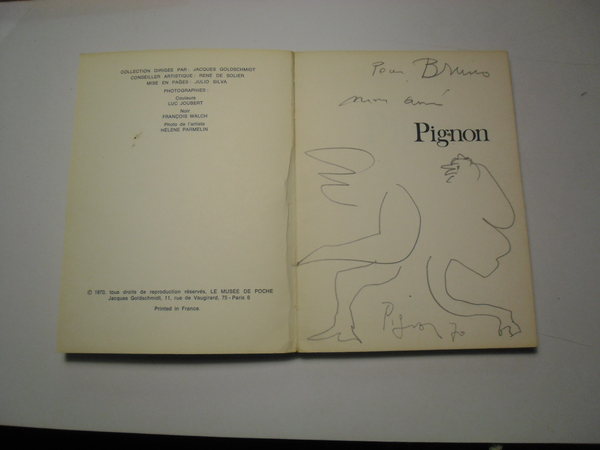 COLLECTION DIRIGÉE PAR : JACQUES GOLDSCHMIDT
CONSEILLER ARTISTIQUE : RENÉ DE SOLIER
MISE EN PAGES : JULIO SILVA
PHOTOGRAPHIES :
Couleurs
LUC JOUBERT
Noir
FRANÇOIS WALCH
Photo de l'artiste
HÉLÈNE PARMELIN
© 1970, tous droits de reproduction réservés, LE MUSÉE DE POCHE
Jacques Goldschmidt, 11, rue de Vaugirard, 75 - Paris 6
Printed in France.
Pour Bruno
mon ami
Pignon
Pignon 70